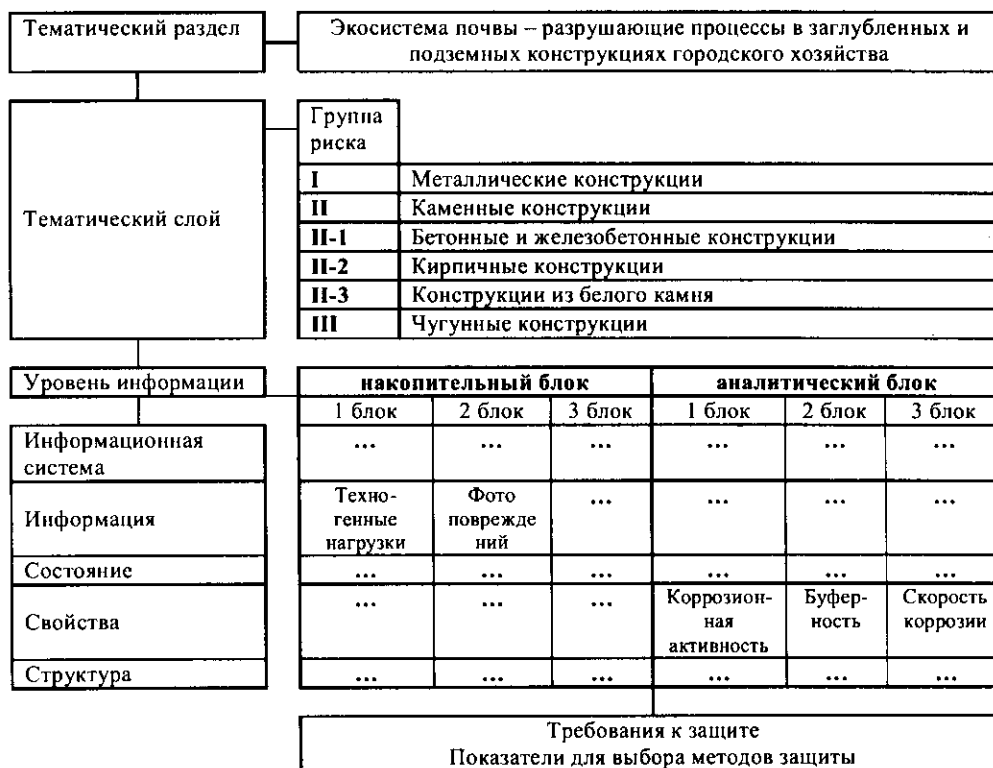 Тематический раздел
Экосистема почвы – разрушающие процессы в заглубленных и
подземных конструкциях городского хозяйства
Тематический слой
Группа
риска
I Металлические конструкции
II Каменные конструкции
II-1 Бетонные и железобетонные конструкции
II-2 Кирпичные конструкции
II-3 Конструкции из белого камня
III Чугунные конструкции
Уровень информации накопительный блок аналитический блок
1 блок 2 блок 3 блок 1 блок 2 блок 3 блок
Информационная
система
... ... ... ... ... ...
Информация
Техно-
генные
нагрузки
Фото
поврежде
ний
... ... ... ...
Состояние ... ... ... ... ... ...
Свойства
... ... ...
Коррозион-
ная
активность
Буфер-
ность
Скорость
коррозии
Структура ... ... ... ... ... ...
Требования к защите
Показатели для выбора методов защиты